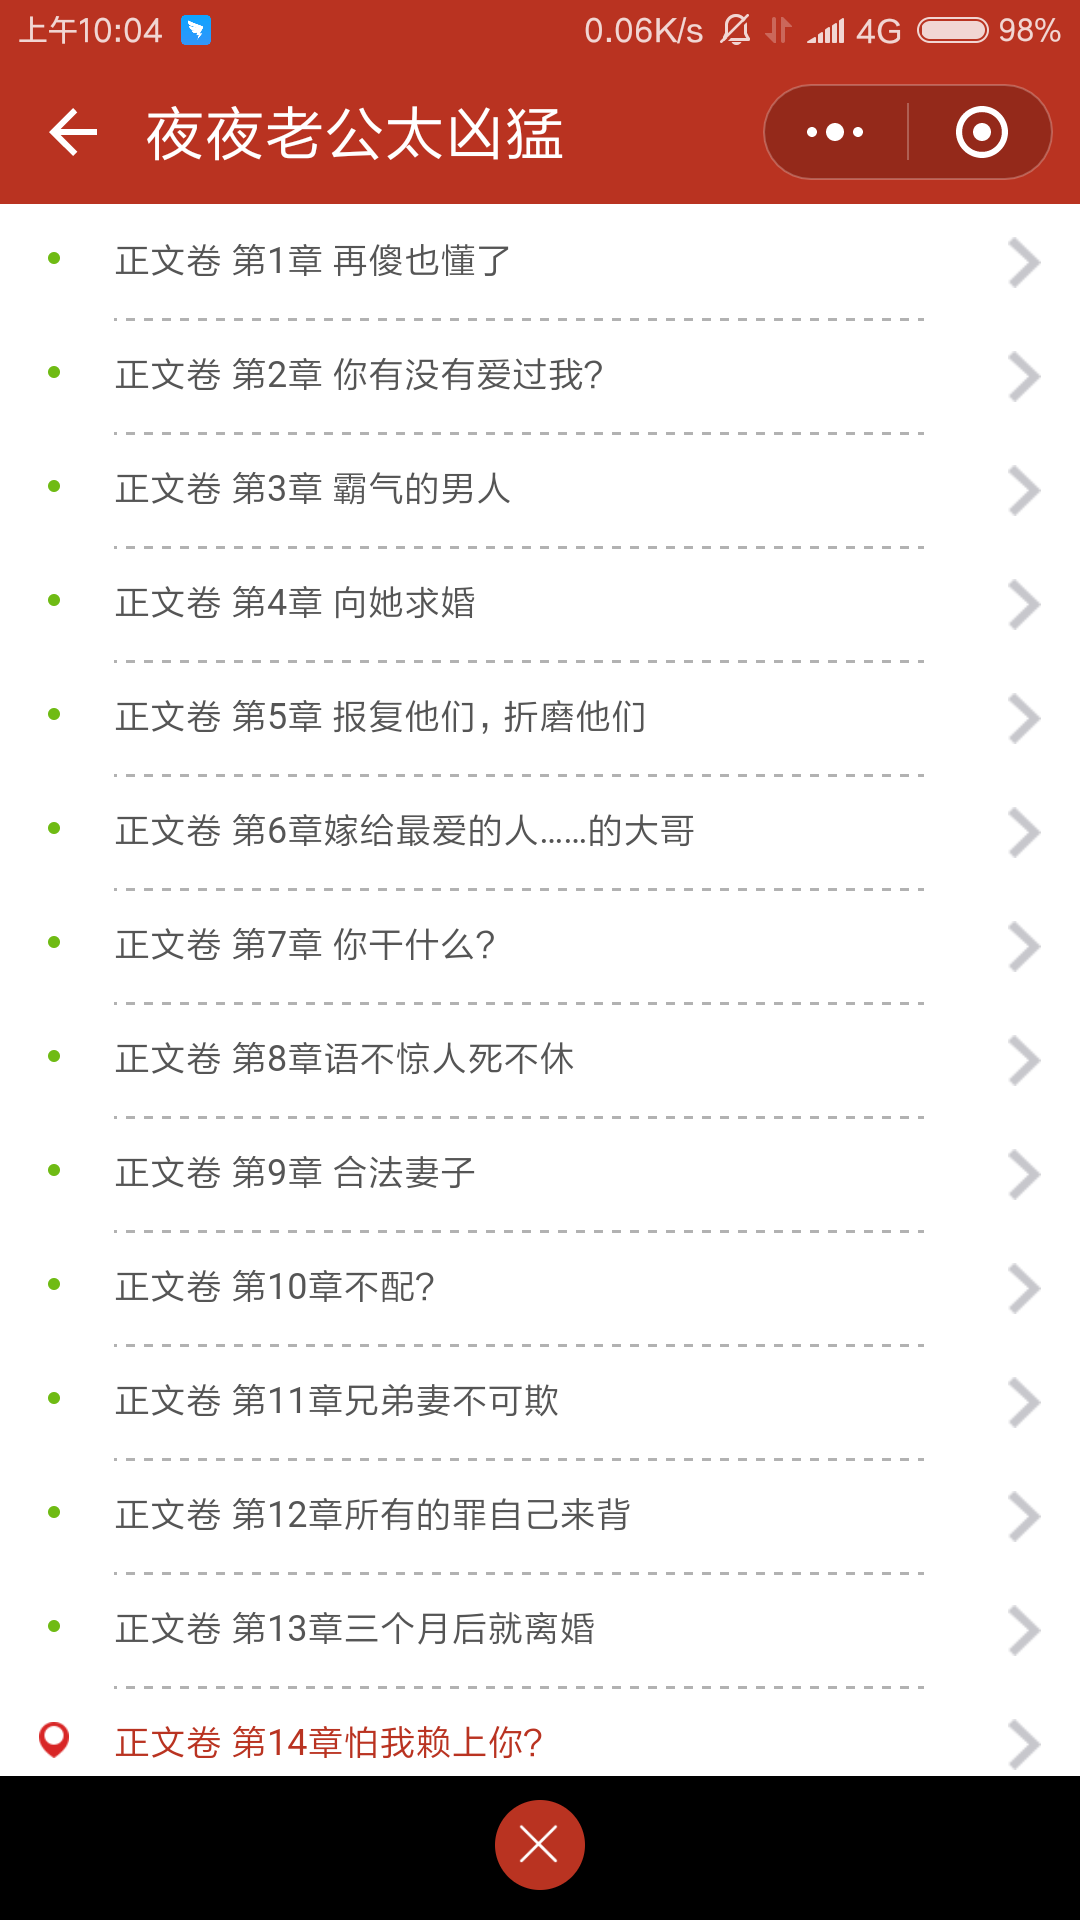 上午10:04 0.06K/s 4G 98%
夜夜老公太凶猛
正文卷 第1章 再傻也懂了
正文卷 第2章 你有没有爱过我?
正文卷 第3章 霸气的男人
正文卷 第4章 向她求婚
正文卷 第5章 报复他们，折磨他们
正文卷 第6章嫁给最爱的人……的大哥
正文卷 第7章 你干什么?
正文卷 第8章语不惊人死不休
正文卷 第9章 合法妻子
正文卷 第10章不配?
正文卷 第11章兄弟妻不可欺
正文卷 第12章所有的罪自己来背
正文卷 第13章三个月后就离婚
正文卷 第14章怕我赖上你?